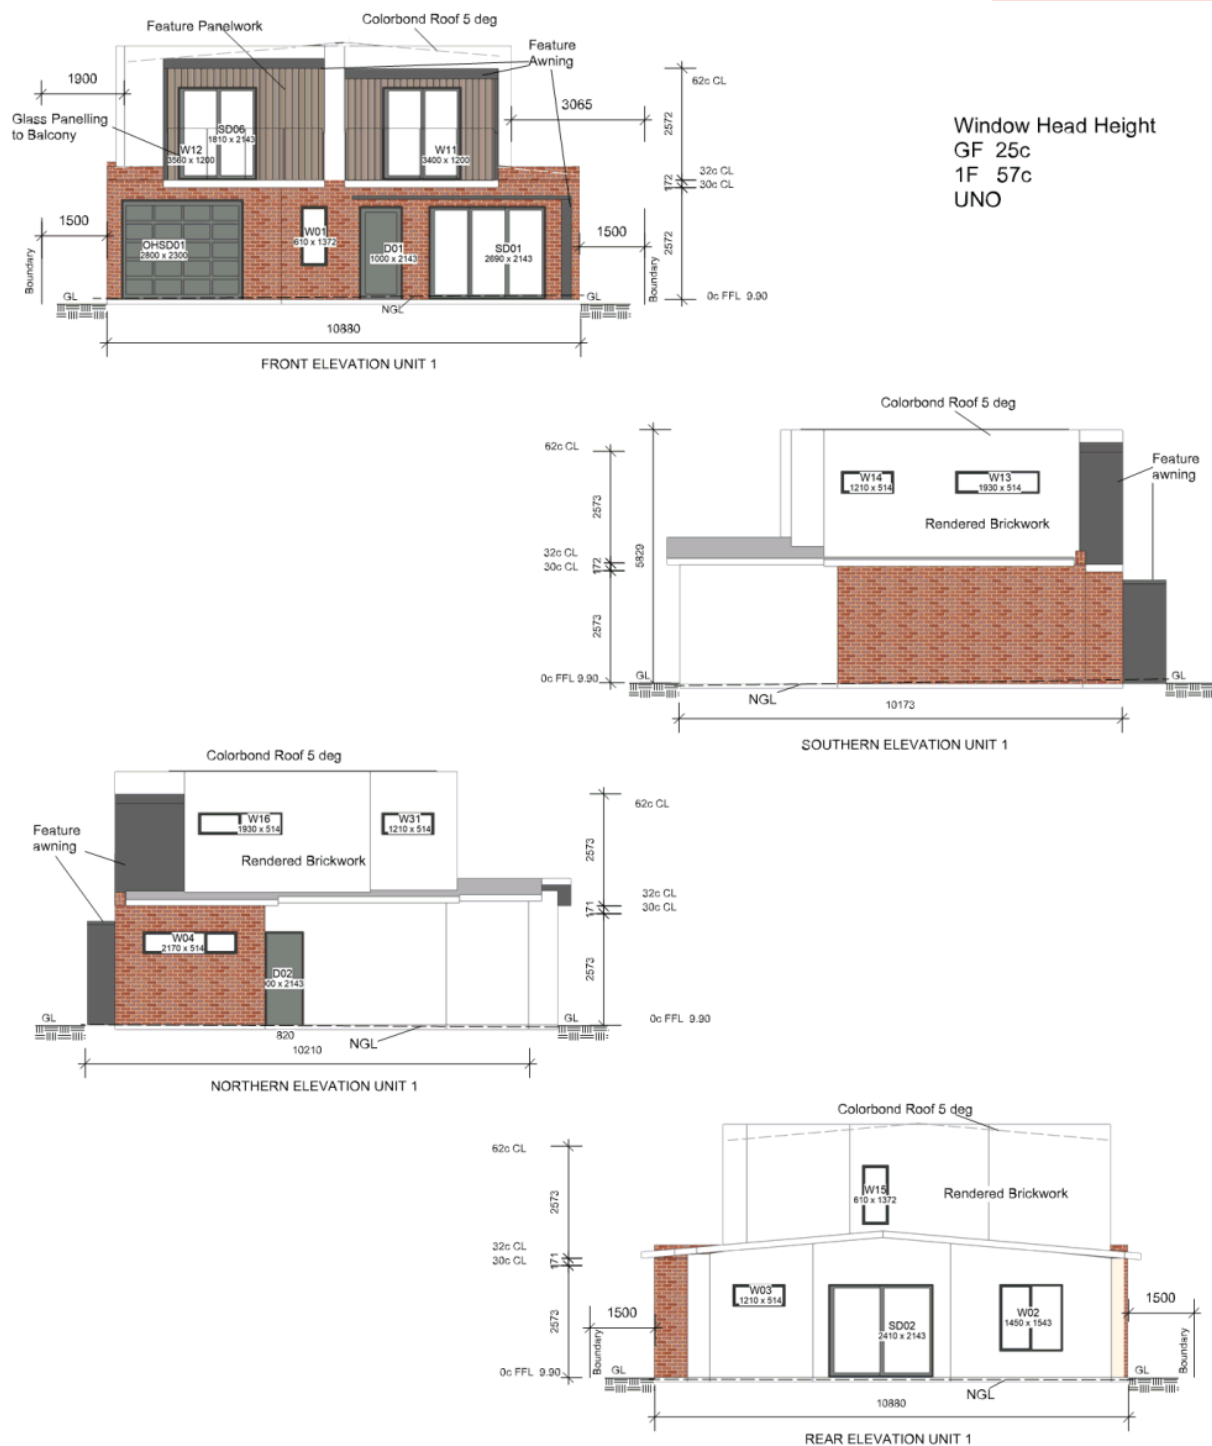 Feature Panelwork
Colorbond Roof 5 deg
Feature
Awning
1900
62c CL
3065
Glass Panelling
to Balcony
2572
Window Head Height
GF 25c
1F 57c
UNO
SD06
1810 x 2143
W12
3560 x 1200
W11
3400 x 1200
32c CL
172
30c CL
1500
W01
610 x 1372
OHSD01
2800 x 2300
D01
1000 x 2143
SD01
2690 x 2143
1500
2572
Boundary
Boundary
GL
GL
0c FFL 9.90
NGL
10880
FRONT ELEVATION UNIT 1
Colorbond Roof 5 deg
62c CL
Feature
awning
W14
1210 x 514
W13
1930 x 514
2573
Rendered Brickwork
5829
32c CL
172
30c CL
2573
0c FFL 9.90
GL
GL
NGL
10173
SOUTHERN ELEVATION UNIT 1
Colorbond Roof 5 deg
62c CL
W16
1930 x 514
W31
1210 x 514
Feature
awning
2573
Rendered Brickwork
32c CL
171
30c CL
W04
2170 x 514
2573
D02
00 x 2143
GL
GL
0c FFL 9.90
820
NGL
10210
NORTHERN ELEVATION UNIT 1
Colorbond Roof 5 deg
62c CL
W15
610 x 1372
Rendered Brickwork
2573
32c CL
171
30c CL
W03
1210 x 514
W02
1450 x 1543
1500
1500
2573
SD02
2410 x 2143
Boundary
Boundary
0c FFL 9.90
GL
GL
NGL
10880
REAR ELEVATION UNIT 1